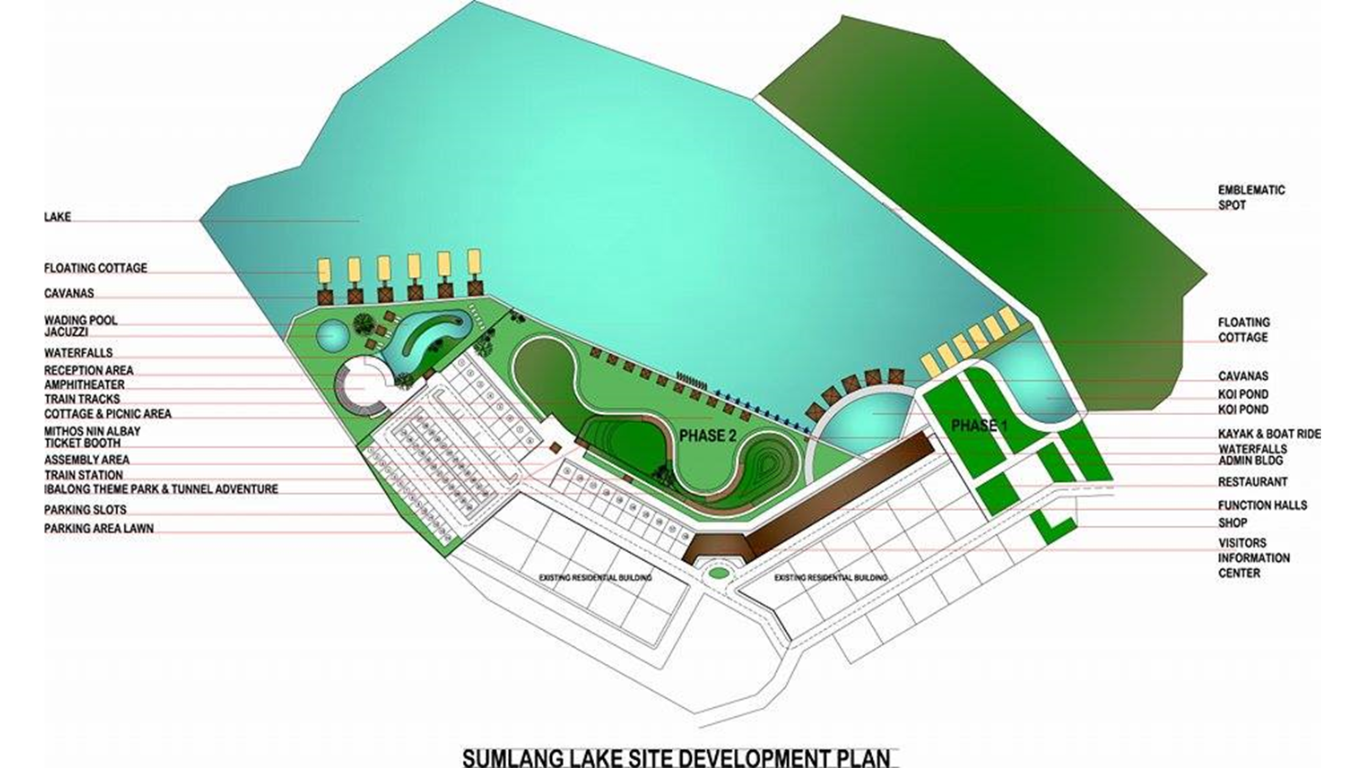 LAKE
FLOATING COTTAGE
CAVANAS
WADING POOL
JACUZZI
WATERFALLS
RECEPTION AREA
AMPHITHEATER
TRAIN TRACKS
COTTAGE & PICNIC AREA
MITHOS NIN ALBAY
TICKET BOOTH
ASSEMBLY AREA
TRAIN STATION
IBALONG THEME PARK & TUNNEL ADVENTURE
PARKING SLOTS
PARKING AREA LAWN
PHASE 2
PHASE 1
EXISTING RESIDENTIAL BUILDING
EXISTING RESIDENTIAL BUILDING
EMBLEMATIC
SPOT
FLOATING
COTTAGE
CAVANAS
KOI POND
KOI POND
KAYAK & BOAT RIDE
WATERFALLS
ADMIN BLDG
RESTAURANT
FUNCTION HALLS
SHOP
VISITORS
INFORMATION
CENTER
SUMLANG LAKE SITE DEVELOPMENT PLAN